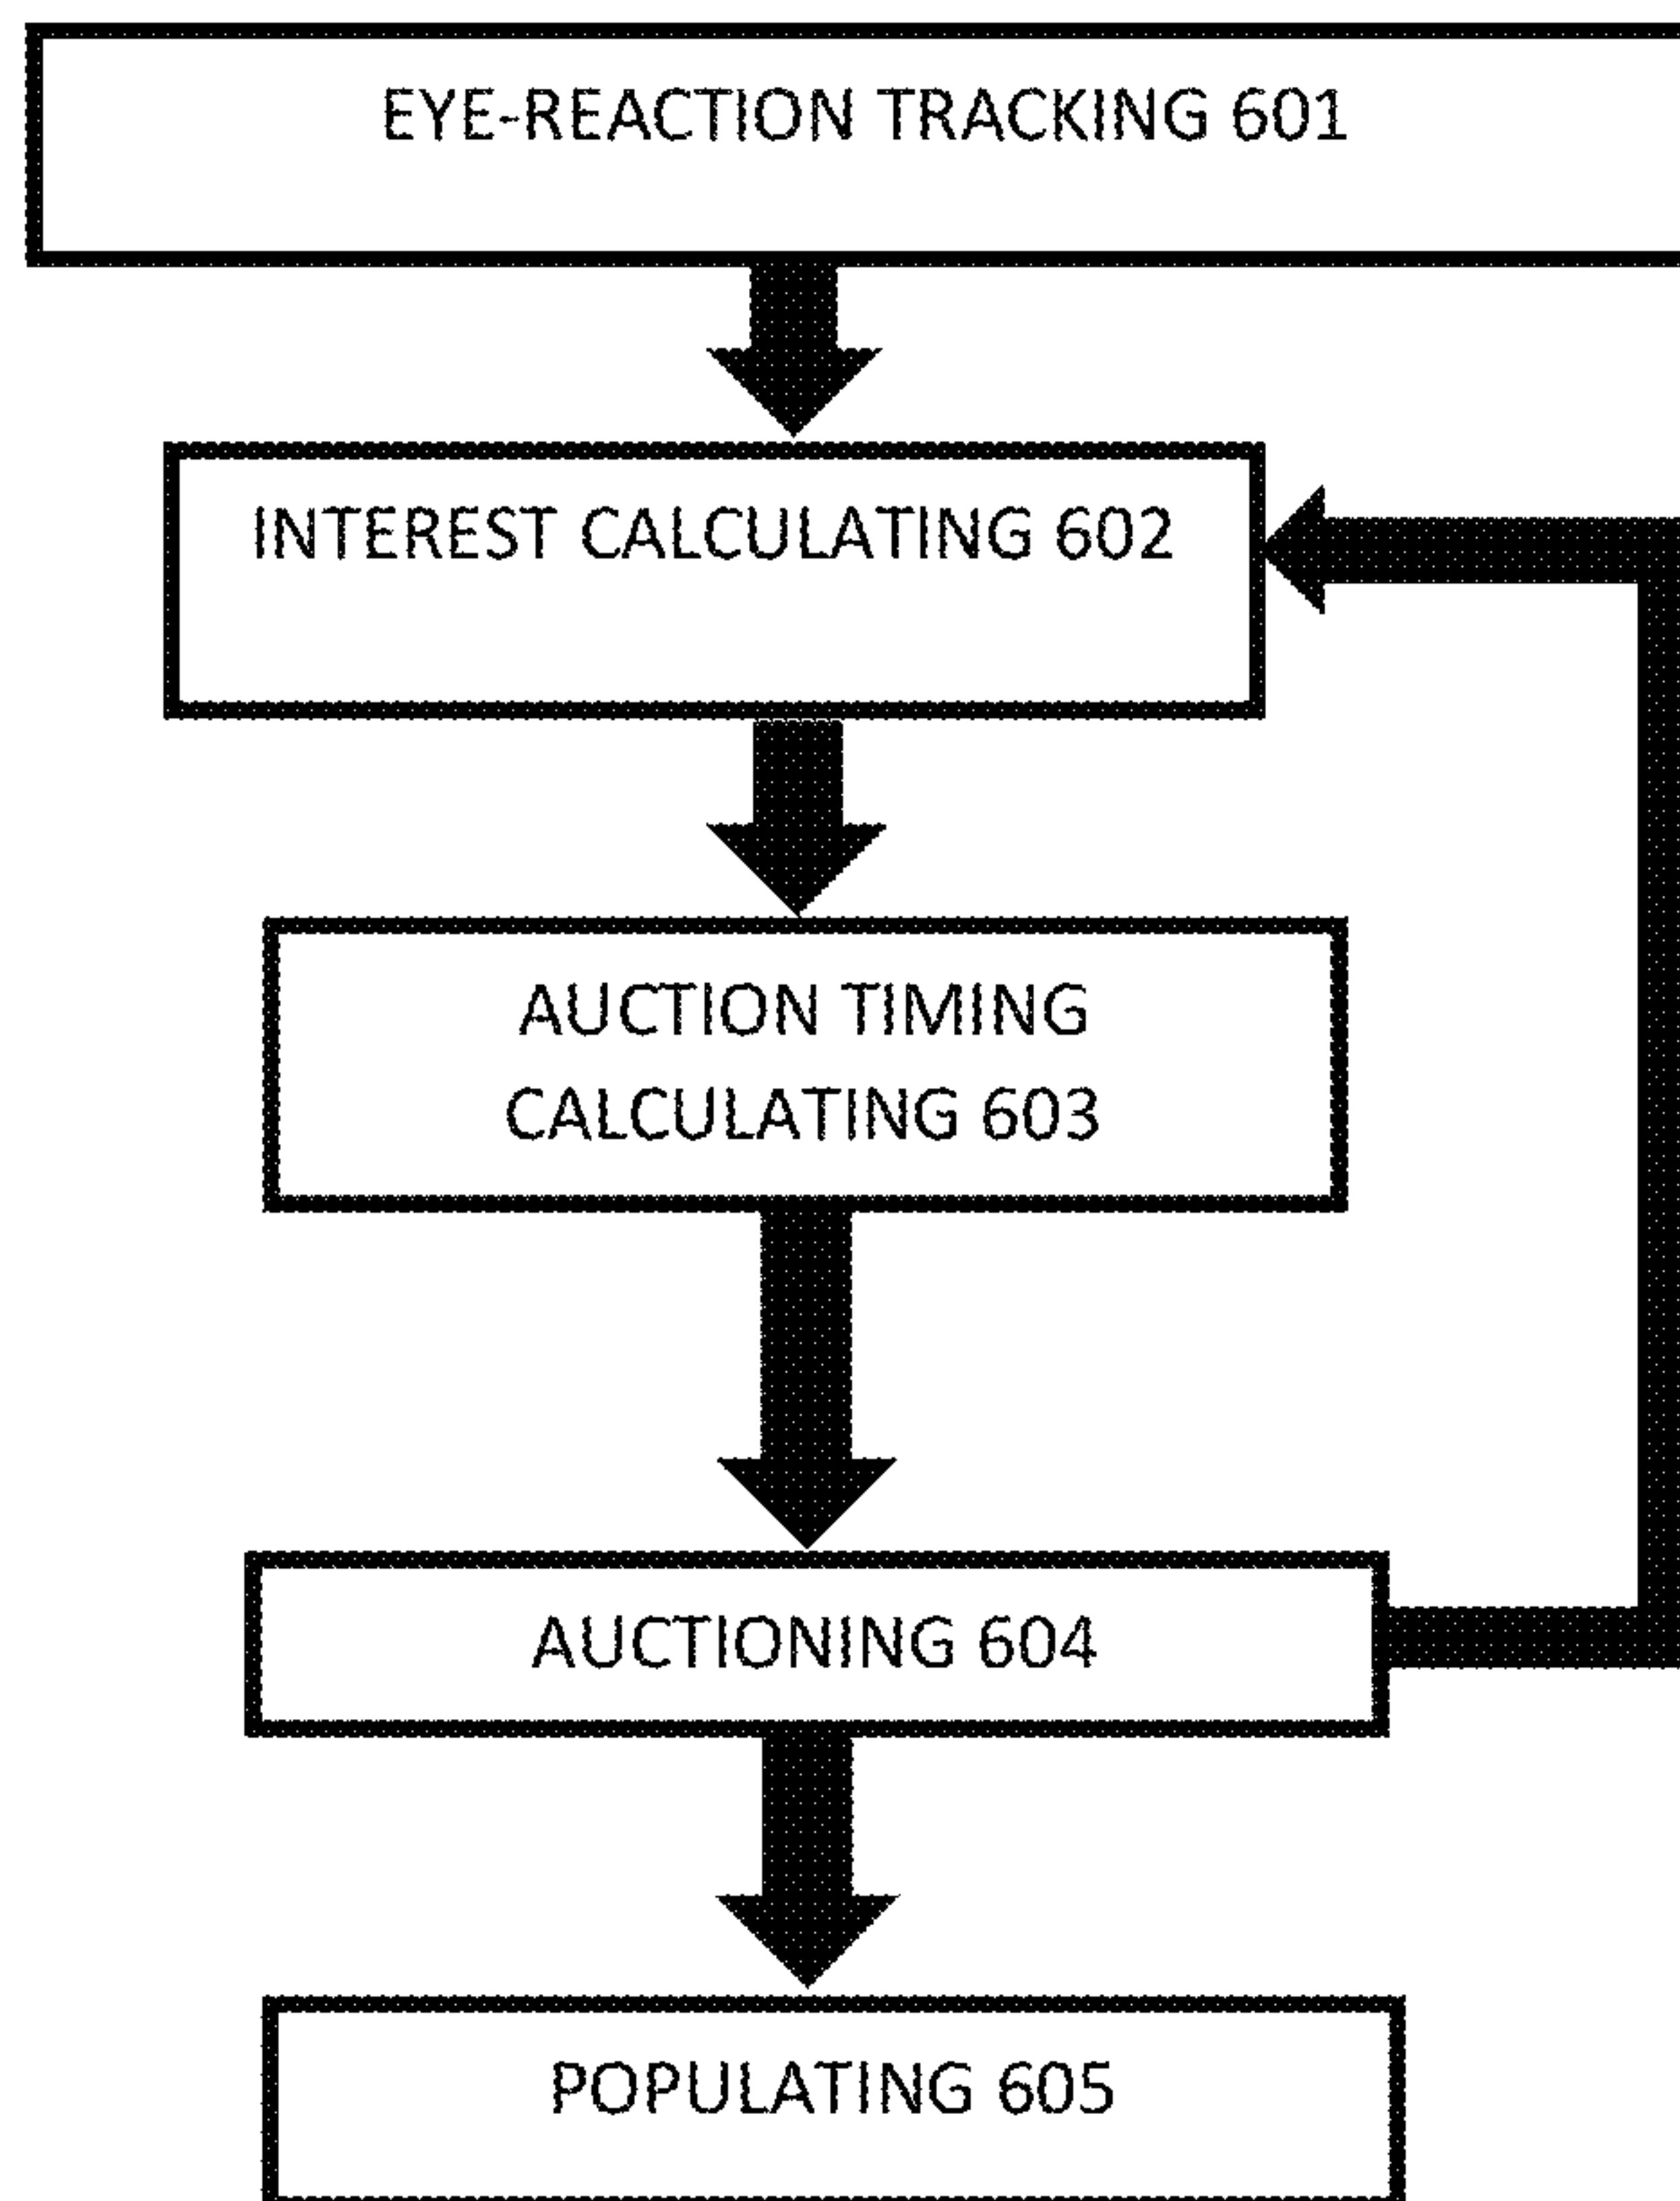 EYE-REACTION TRACKING 601
INTEREST CALCULATING 602
AUCTION TIMING
CALCULATING 603
AUCTIONING 604
POPULATING 605